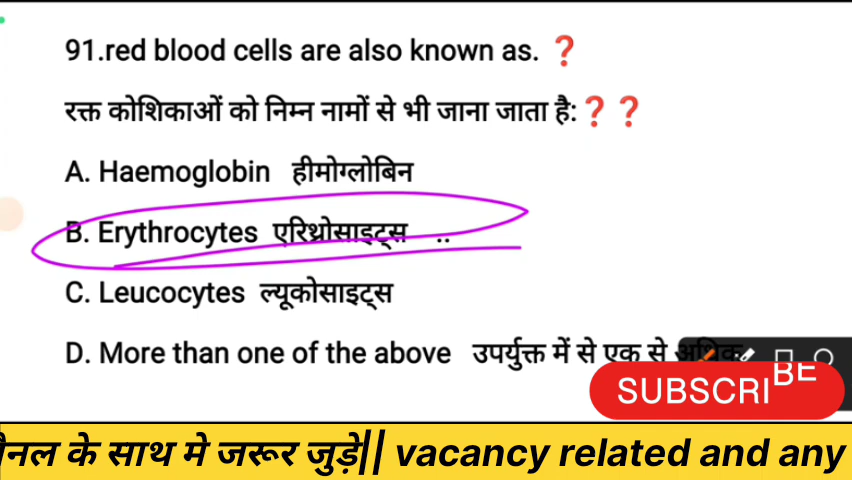 91.red blood cells are also known as. ❓
रक्त कोशिकाओं को निम्न नामों से भी जाना जाता है:❓❓
A. Haemoglobin हीमोग्लोबिन
B. Erythrocytes एरिथ्रोसाइट्स ..
C. Leucocytes ल्यूकोसाइट्स
D. More than one of the above उपर्युक्त में से एक से अधिक
SUBSCRIBE
के साथ मे जरूर जुड़े|| vacancy related and any